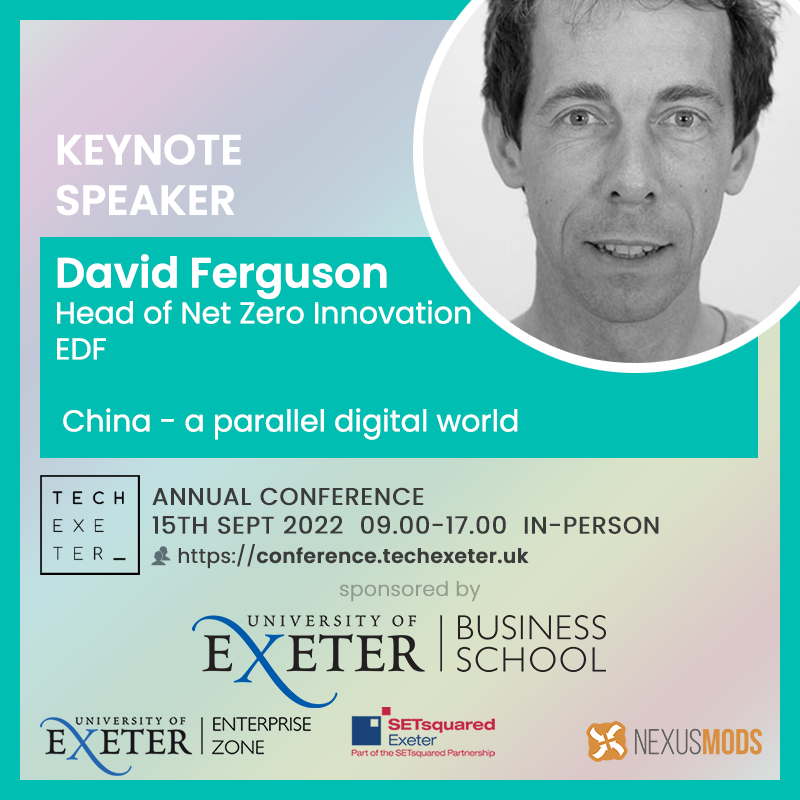 KEYNOTE
SPEAKER
David Ferguson
Head of Net Zero Innovation
EDF
China - a parallel digital world
TECH
EXE
TER_
ANNUAL CONFERENCE
15TH SEPT 2022 09.00-17.00 IN-PERSON
https://conference.techexeter.uk
sponsored by
UNIVERSITY OF
EXETER
BUSINESS
SCHOOL
UNIVERSITY OF
EXETER
ENTERPRISE
ZONE
SETsquared
Exeter
Part of the SETsquared Partnership
NEXUSMODS